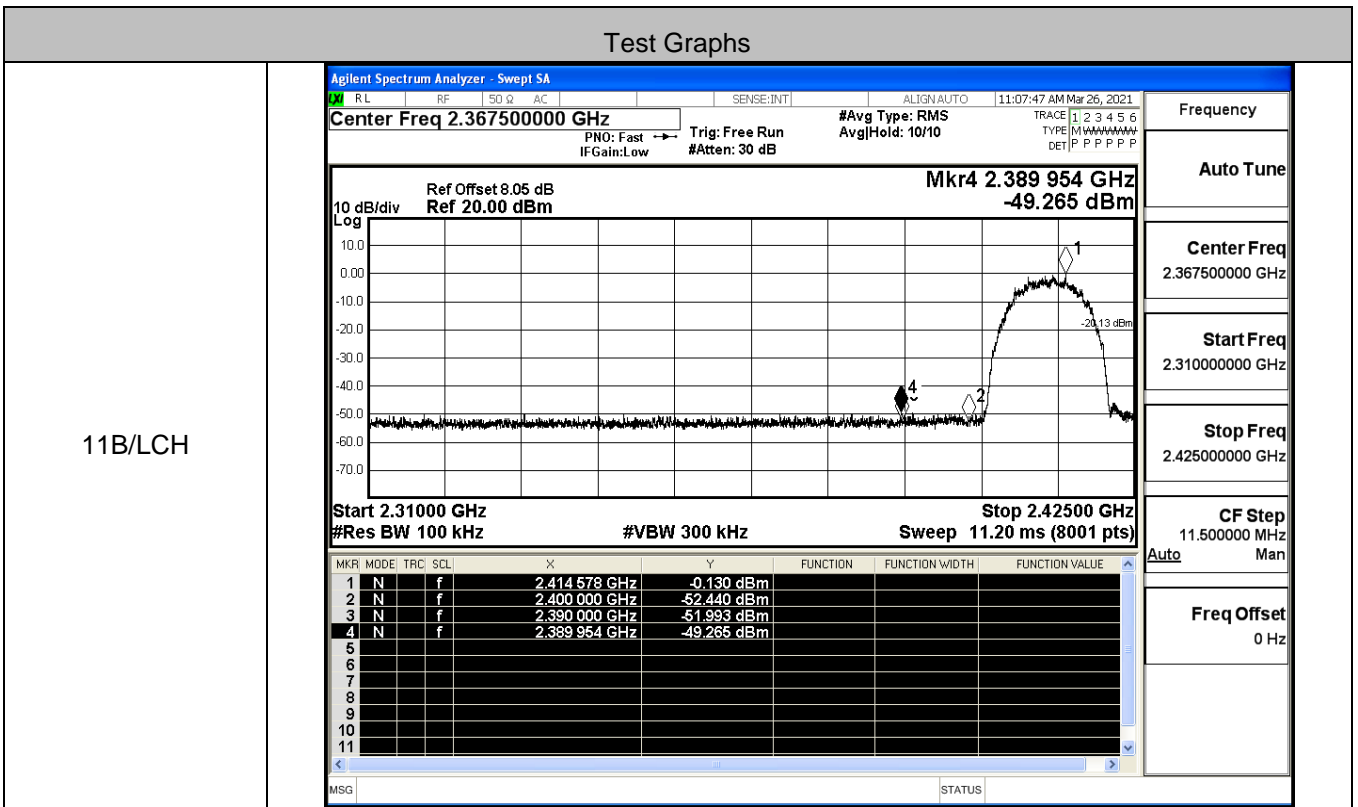 Test Graphs
11B/LCH
Agilent Spectrum Analyzer - Swept SA
LXI RL RF 50 Ω AC SENSE:INT ALIGN AUTO 11:07:47 AM Mar 26, 2021
Center Freq 2.367500000 GHz
PNO: Fast
IFGain:Low
Trig: Free Run
#Atten: 30 dB
#Avg Type: RMS
Avg|Hold: 10/10
TRACE 1 2 3 4 5 6
TYPE M WWWWW
DET P P P P P P
Mkr4 2.389 954 GHz
-49.265 dBm
Ref Offset 8.05 dB
10 dB/div Ref 20.00 dBm
Log
10.0
0.00
-10.0
-20.0
-30.0
-40.0
-50.0
-60.0
-70.0
1
-20.13 dBm
4
2
Start 2.31000 GHz Stop 2.42500 GHz
#Res BW 100 kHz #VBW 300 kHz Sweep 11.20 ms (8001 pts)
MKR MODE TRC SCL X Y FUNCTION FUNCTION WIDTH FUNCTION VALUE
1 N f 2.414 578 GHz -0.130 dBm
2 N f 2.400 000 GHz -52.440 dBm
3 N f 2.390 000 GHz -51.993 dBm
4 N f 2.389 954 GHz -49.265 dBm
5
6
7
8
9
10
11
MSG STATUS
Frequency
Auto Tune
Center Freq
2.367500000 GHz
Start Freq
2.310000000 GHz
Stop Freq
2.425000000 GHz
CF Step
11.500000 MHz
Auto Man
Freq Offset
0 Hz